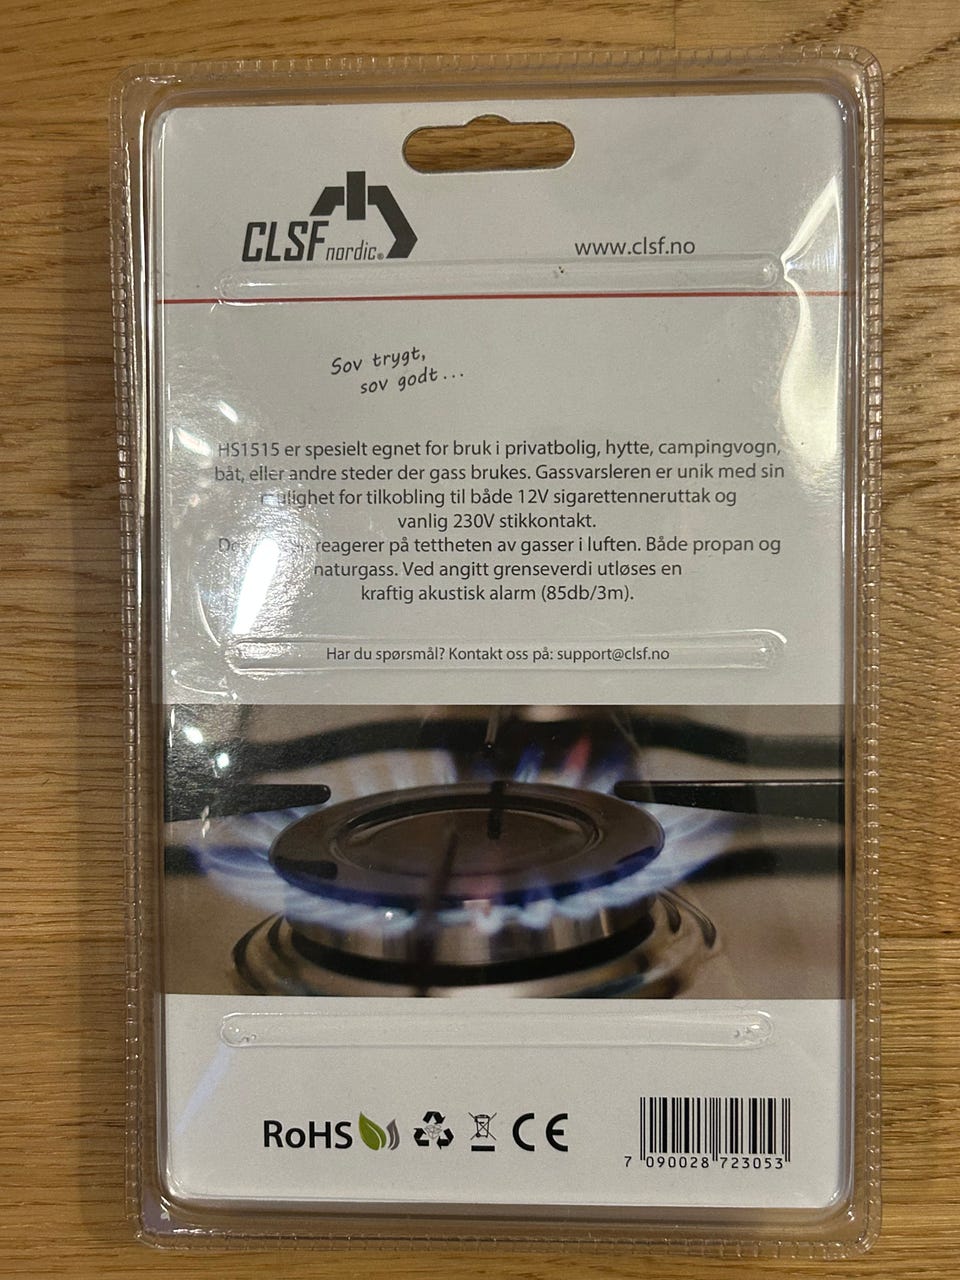 CLSF nordic®
www.clsf.no
Sov trygt,
sov godt...
HS1515 er spesielt egnet for bruk i privatbolig, hytte, campingvogn,
båt, eller andre steder der gass brukes. Gassvarsleren er unik med sin
for tilkobling til både 12V sigarettenneruttak og
vanlig 230V stikkontakt.
reagerer på tettheten av gasser i luften. Både propan og
naturgass. Ved angitt grenseverdi utløses en
kraftig akustisk alarm (85db/3m).
Har du spørsmål? Kontakt oss på: support@clsf.no
RoHS CE
7 090028 723053